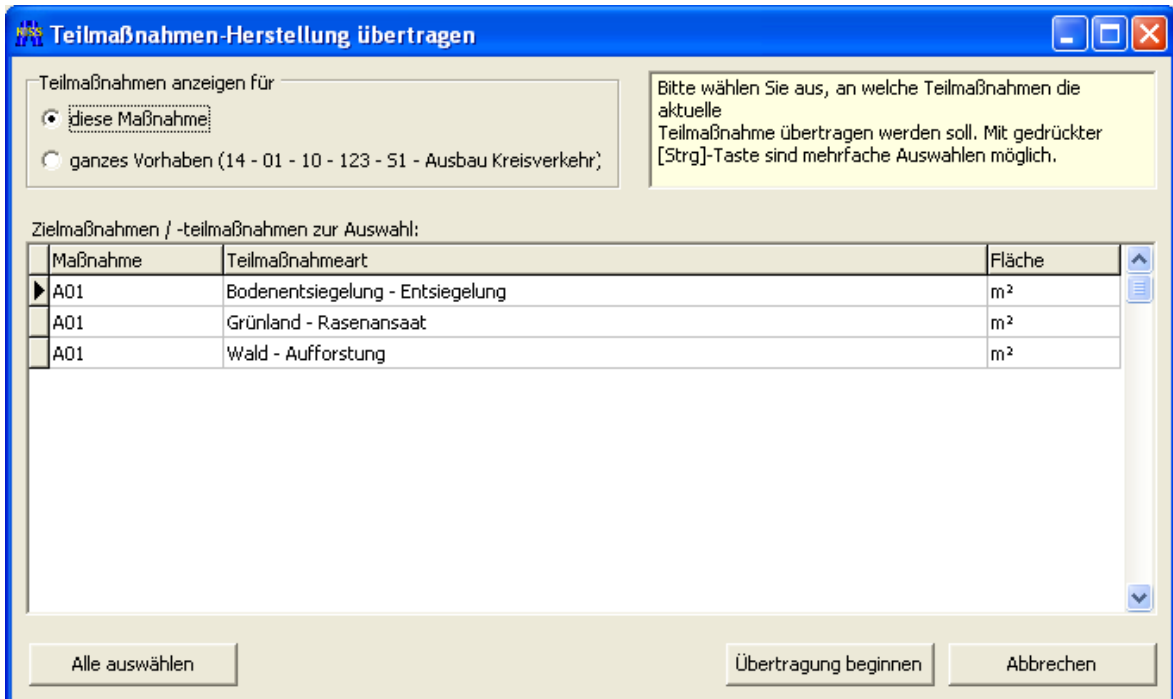 Teilmaßnahmen-Herstellung übertragen
Teilmaßnahmen anzeigen für
diese Maßnahme
ganzes Vorhaben (14 - 01 - 10 - 123 - S1 - Ausbau Kreisverkehr)
Bitte wählen Sie aus, an welche Teilmaßnahmen die
aktuelle
Teilmaßnahme übertragen werden soll. Mit gedrückter
[Strg]-Taste sind mehrfache Auswahlen möglich.
Zielmaßnahmen / -teilmaßnahmen zur Auswahl:
Maßnahme Teilmaßnahmeart Fläche
A01 Bodenentsiegelung - Entsiegelung m²
A01 Grünland - Rasenansaat m²
A01 Wald - Aufforstung m²
Alle auswählen Übertragung beginnen Abbrechen